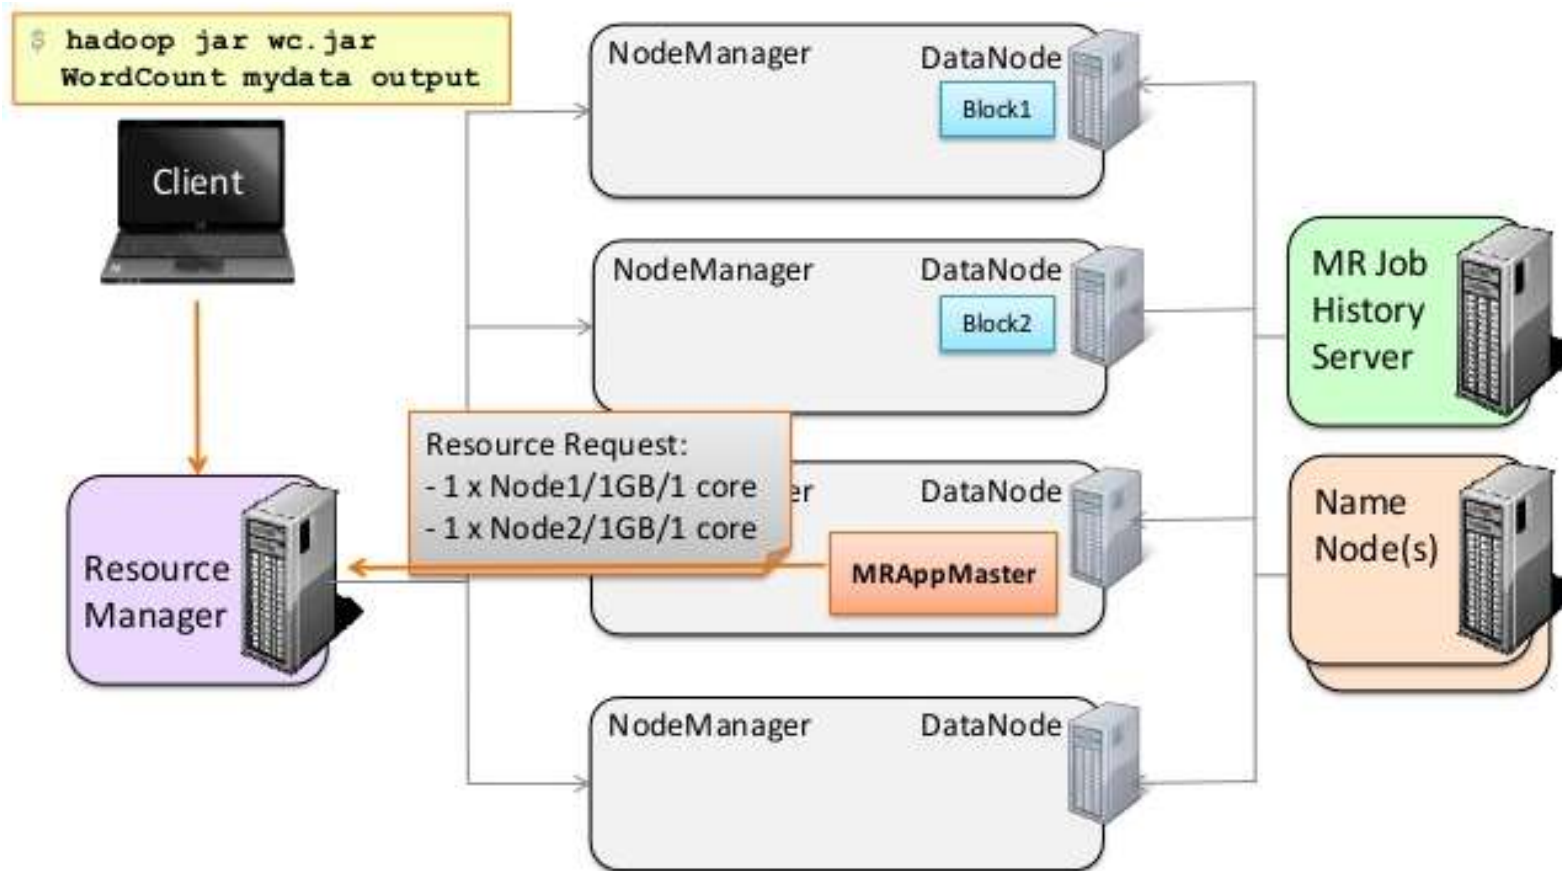 $ hadoop jar wc.jar
WordCount mydata output
Client
Resource
Manager
NodeManager
DataNode
Block1
NodeManager
DataNode
Block2
Resource Request:
- 1 x Node1/1GB/1 core
- 1 x Node2/1GB/1 core
DataNode
MRAppMaster
NodeManager
DataNode
MR Job
History
Server
Name
Node(s)